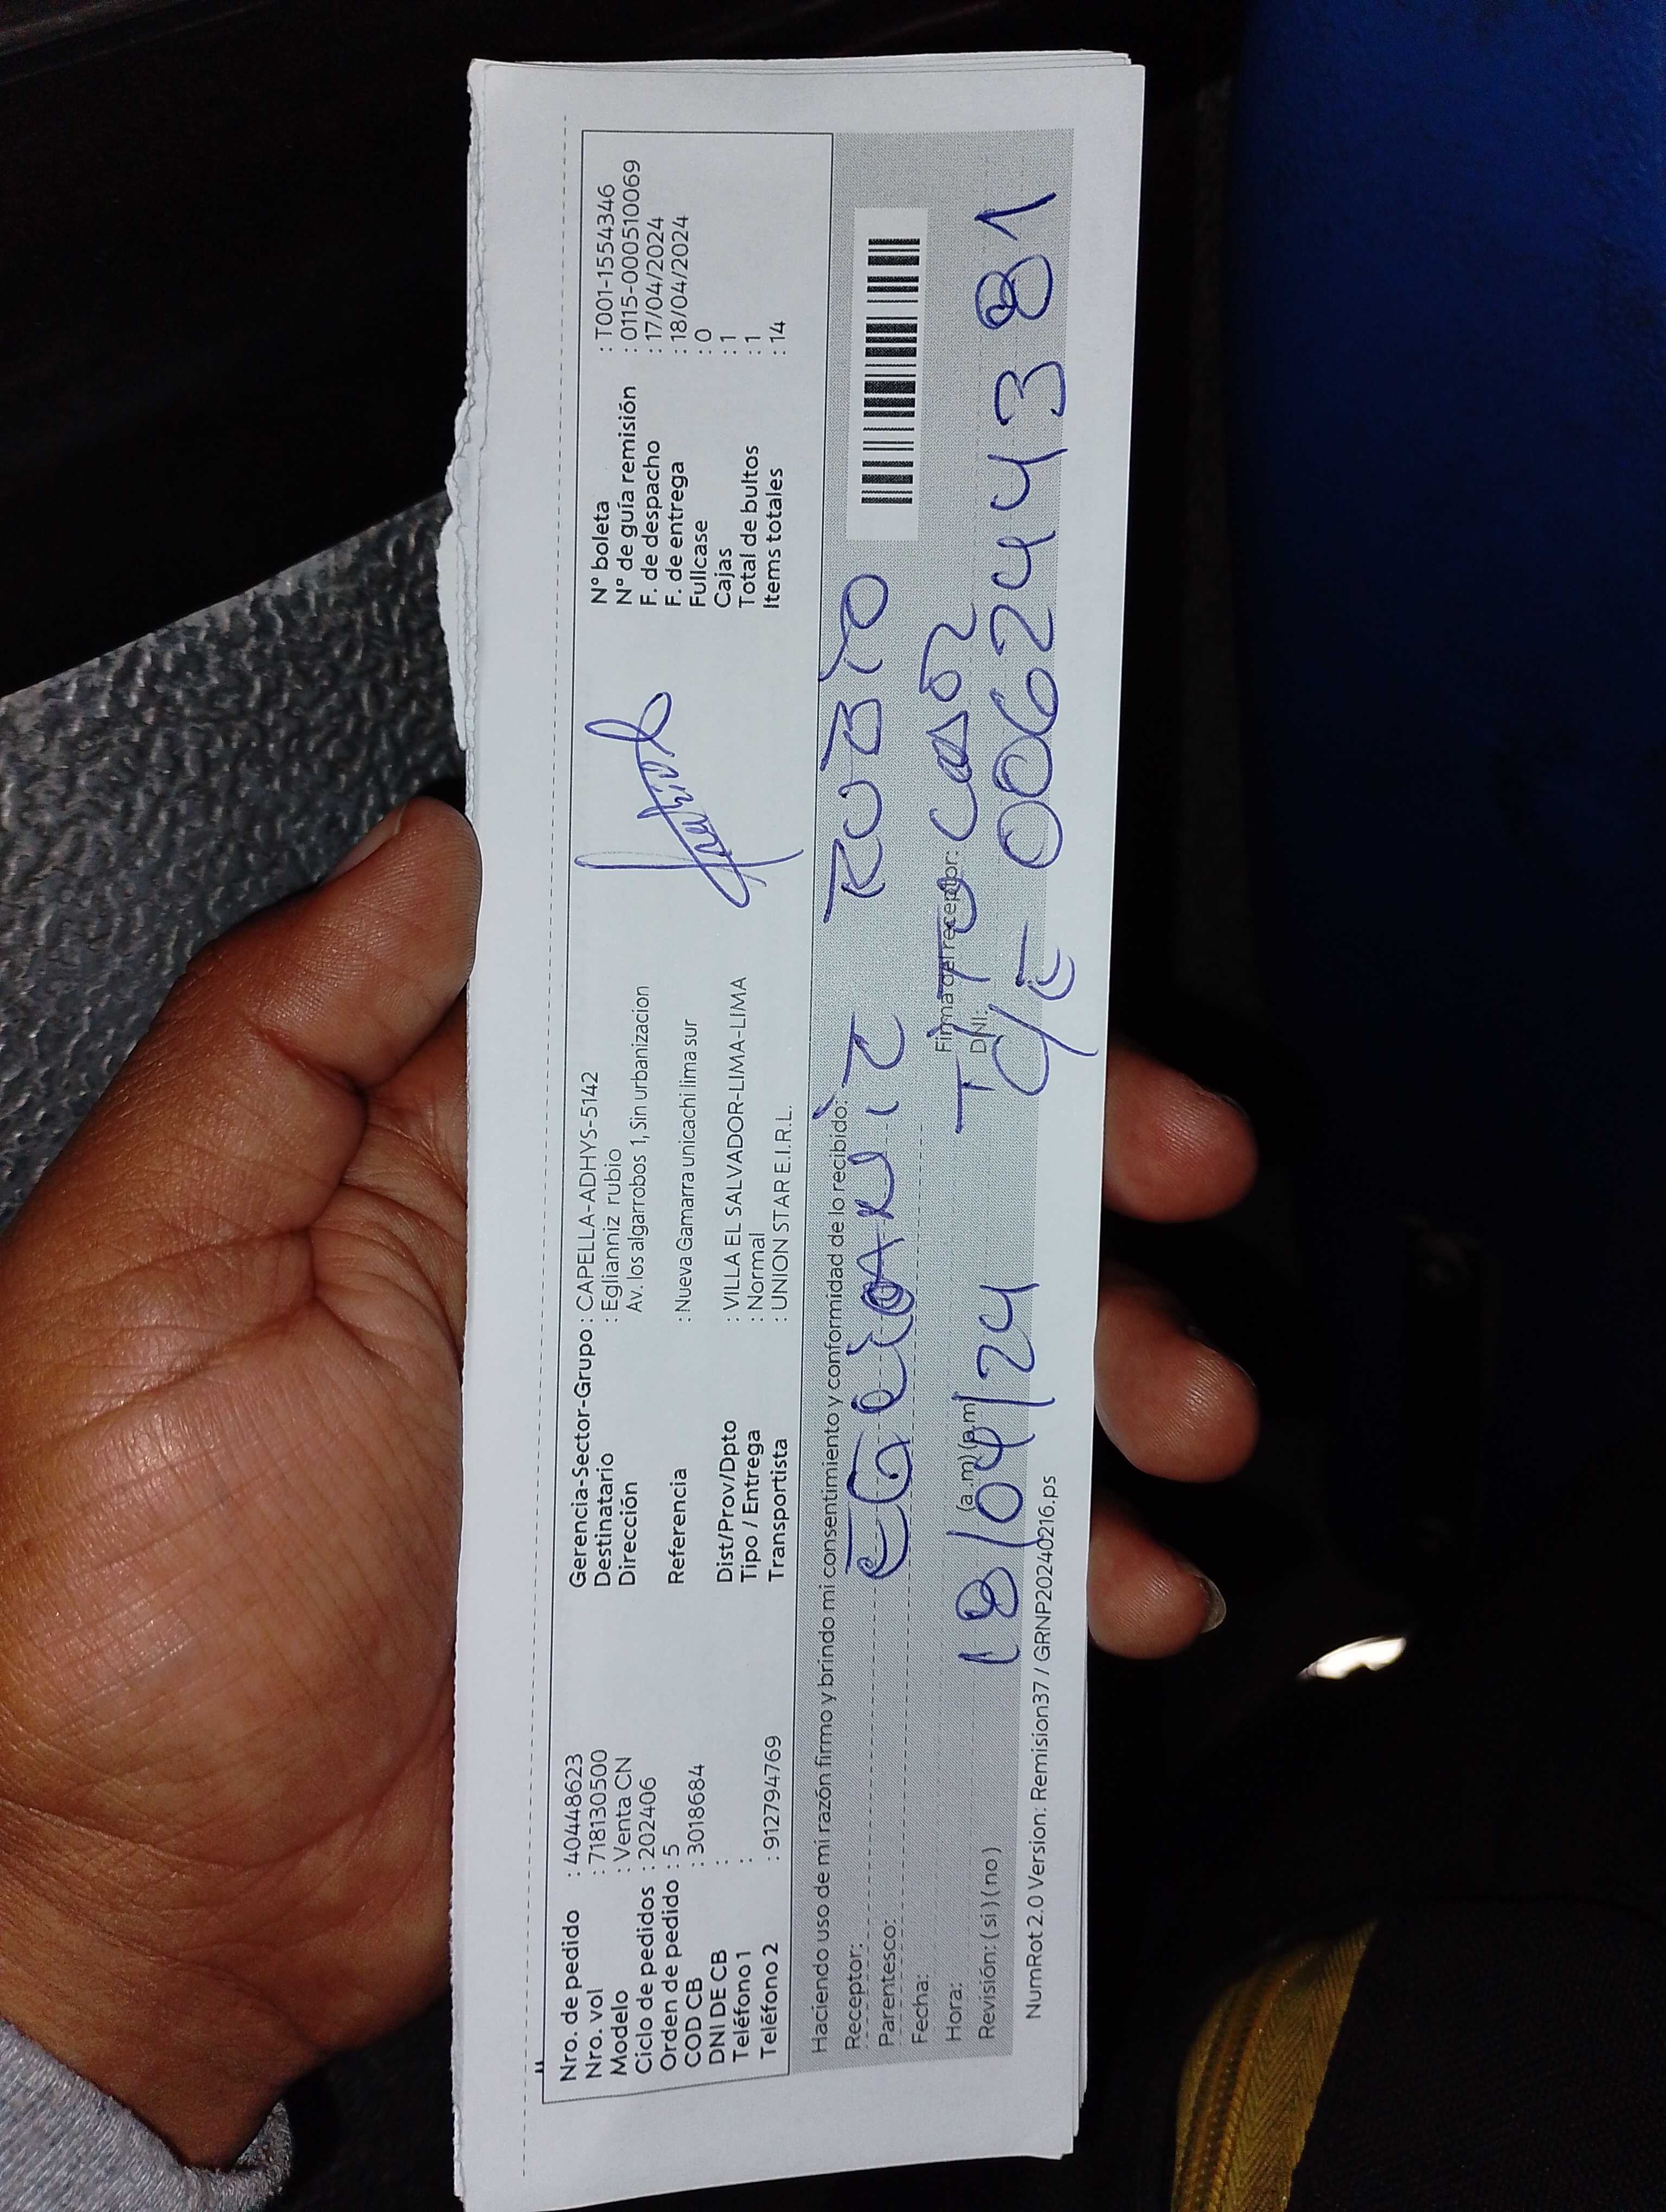 Nro. de pedido : 40448623
Nro. vol : 718130500
Modelo : Venta CN
Ciclo de pedidos : 202406
Orden de pedido : 5
COD CB : 3018684
DNI DE CB :
Teléfono 1 :
Teléfono 2 : 912794769
Gerencia-Sector-Grupo : CAPELLA-ADHYS-5142
Destinatario : Eglianniz rubio
Dirección Av. los algarrobos 1, Sin urbanizacion
Referencia : Nueva Gamarra unicachi lima sur
Dist/Prov/Dpto : VILLA EL SALVADOR-LIMA-LIMA
Tipo / Entrega : Normal
Transportista : UNION STAR E.I.R.L.
N° boleta : T001-1554346
N° de guía remisión : 0115-000510069
F. de despacho : 17/04/2024
F. de entrega : 18/04/2024
Fullcase : 0
Cajas : 1
Total de bultos : 1
Items totales : 14
Haciendo uso de mi razón firmo y brindo mi consentimiento y conformidad de lo recibido:
Receptor: RUBIO
Parentesco:
Fecha:
Firma del receptor:
Hora: (a.m) (p.m) 18/04/24
DNI: C/E 006244381
Revisión: ( si ) ( no )
NumRot 2.0 Version: Remision37 / GRNP20240216.ps